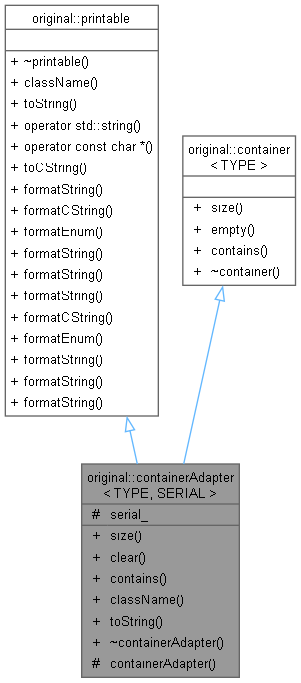 original::printable
+ ~printable()
+ className()
+ toString()
+ operator std::string()
+ operator const char *()
+ toCString()
+ formatString()
+ formatCString()
+ formatEnum()
+ formatString()
+ formatString()
+ formatString()
+ formatCString()
+ formatEnum()
+ formatString()
+ formatString()
+ formatString()
original::container
< TYPE >
+ size()
+ empty()
+ contains()
+ ~container()
original::containerAdapter
< TYPE, SERIAL >
# serial_
+ size()
+ clear()
+ contains()
+ className()
+ toString()
+ ~containerAdapter()
# containerAdapter()